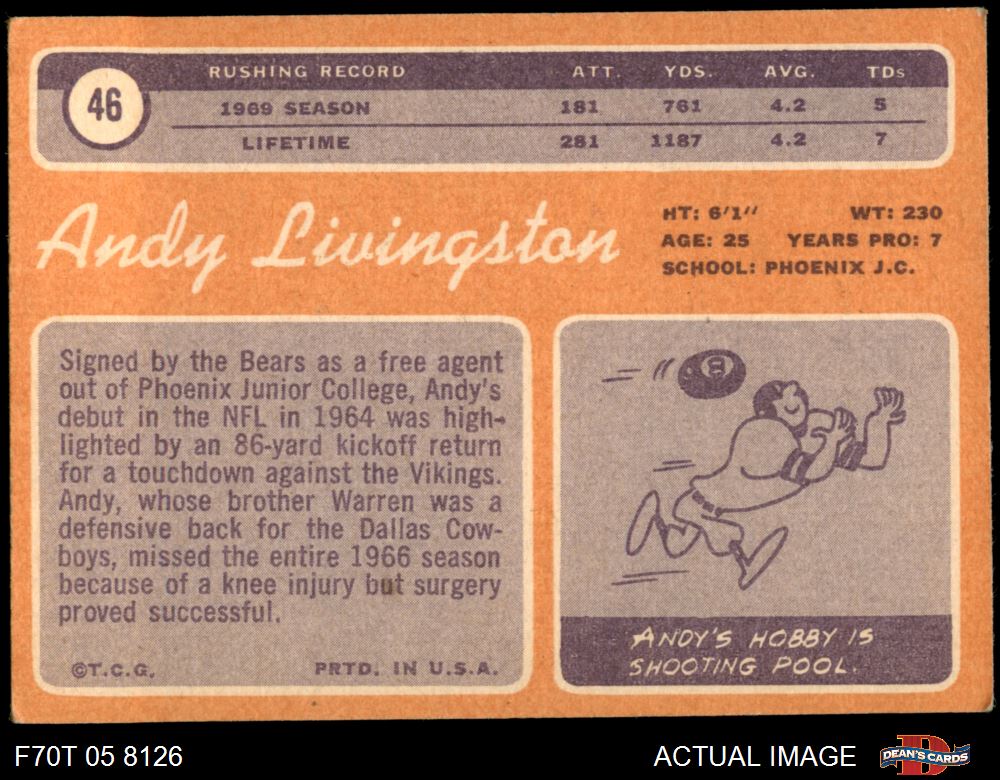 46
RUSHING RECORD ATT. YDS. AVG. TDs
1969 SEASON 181 761 4.2 5
LIFETIME 281 1187 4.2 7
Andy Livingston
HT: 6'1" WT: 230
AGE: 25 YEARS PRO: 7
SCHOOL: PHOENIX J.C.
Signed by the Bears as a free agent
out of Phoenix Junior College, Andy's
debut in the NFL in 1964 was high-
lighted by an 86-yard kickoff return
for a touchdown against the Vikings.
Andy, whose brother Warren was a
defensive back for the Dallas Cow-
boys, missed the entire 1966 season
because of a knee injury but surgery
proved successful.
©T.C.G. PRTD. IN U.S.A.
8
ANDY'S HOBBY IS
SHOOTING POOL.
F70T 05 8126 ACTUAL IMAGE DEAN'S CARDS